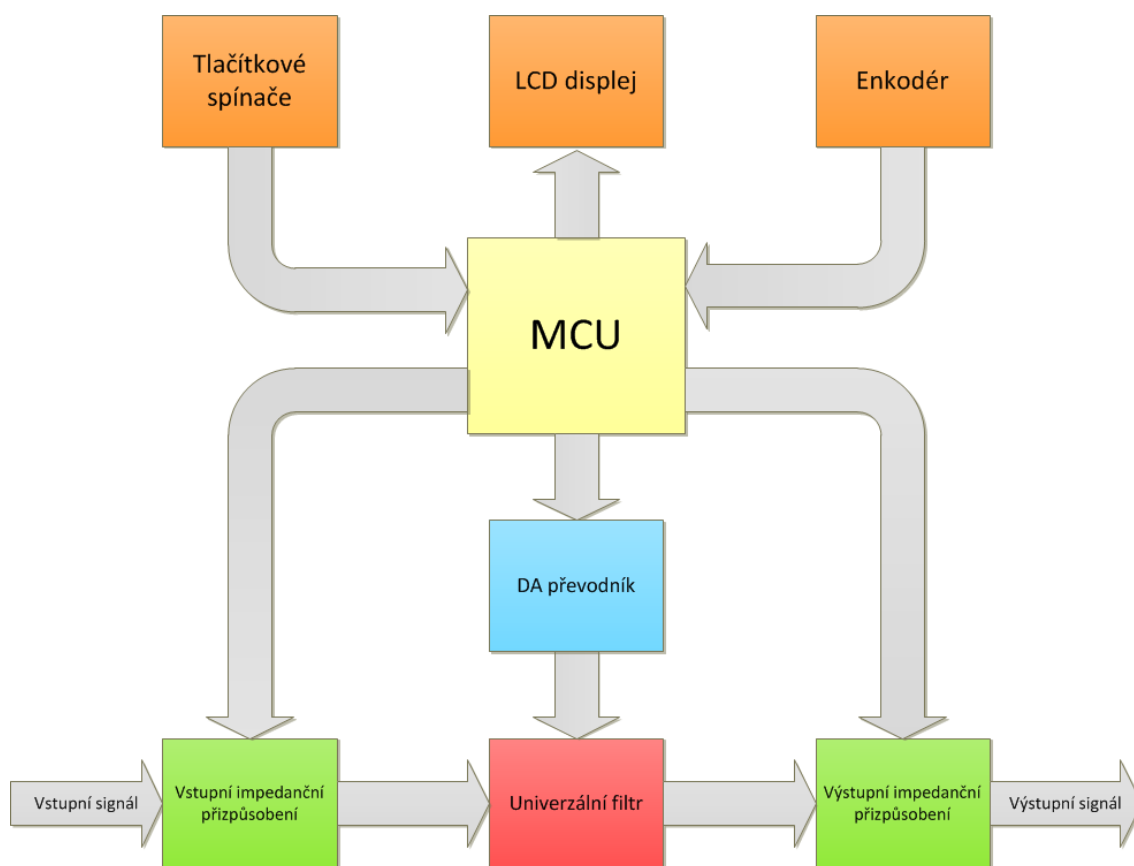 Tlačítkové
spínače
LCD displej
Enkodér
MCU
DA převodník
Vstupní signál
Vstupní impedanční
přizpůsobení
Univerzální filtr
Výstupní impedanční
přizpůsobení
Výstupní signál